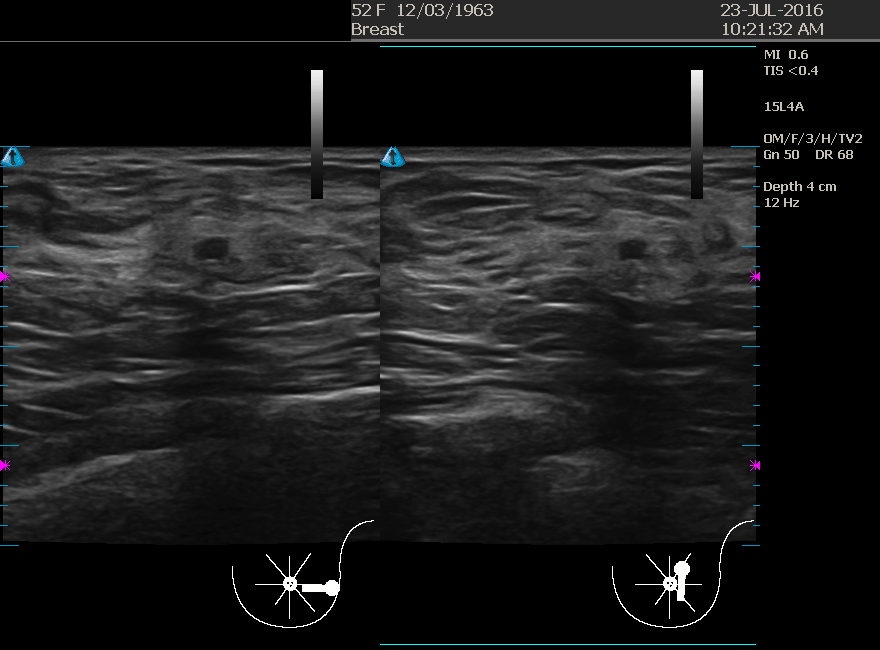 52 F 12/03/1963
23-JUL-2016
Breast
10:21:32 AM
MI 0.6
TIS <0.4
15L4A
OM/F/3/H/TV2
Gn 50 DR 68
Depth 4 cm
12 Hz